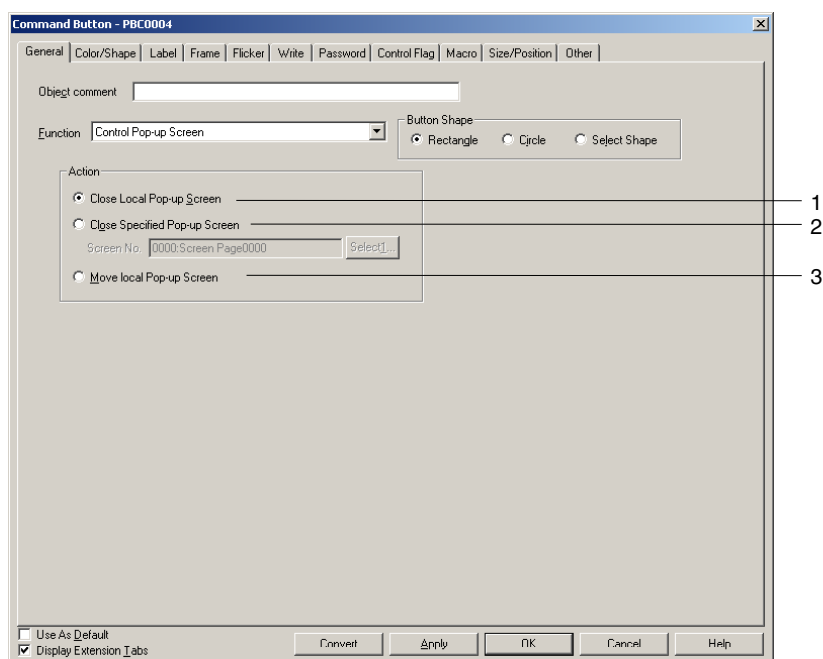 Command Button - PBC0004
General Color/Shape Label Frame Flicker Write Password Control Flag Macro Size/Position Other
Object comment
Function Control Pop-up Screen
Button Shape
Rectangle Circle Select Shape
Action
Close Local Pop-up Screen
1
Close Specified Pop-up Screen
2
Screen No. 0000:Screen Page0000 Select1...
Move local Pop-up Screen
3
Use As Default
Display Extension Tabs
Convert Apply OK Cancel Help